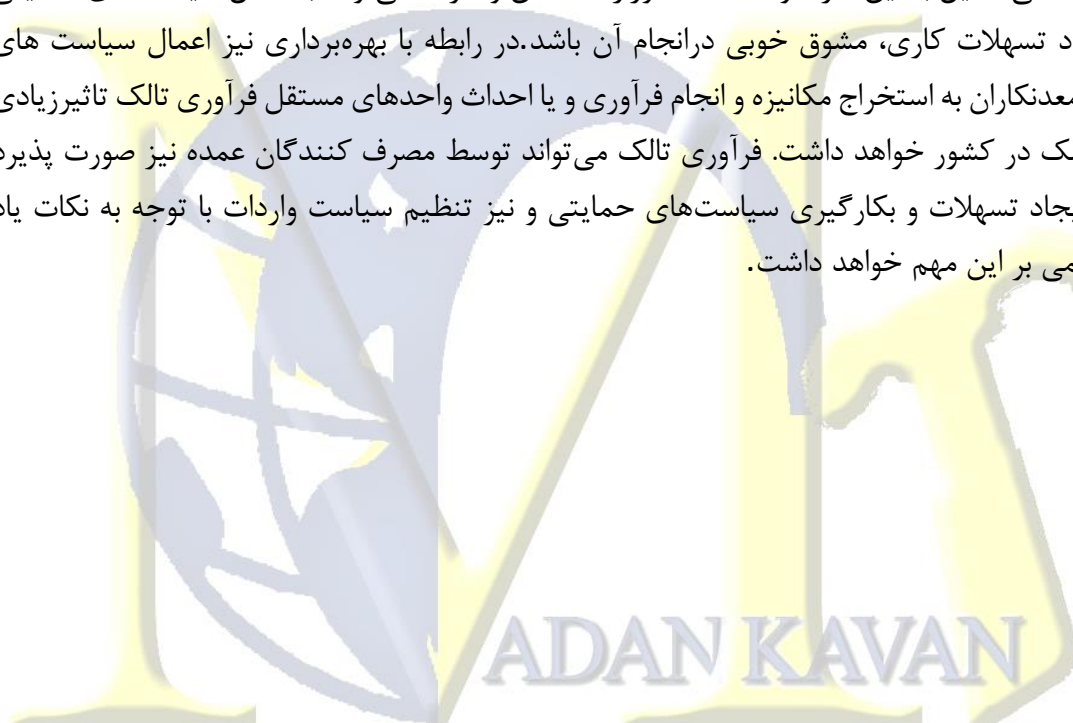 د تسهلات کاری، مشوق خوبی درانجام آن باشد.در رابطه با بهره‌برداری نیز اعمال سیاست های
معدنکاران به استخراج مکانیزه و انجام فرآوری و یا احداث واحدهای مستقل فرآوری تالک تاثیرزیادی
ک در کشور خواهد داشت. فرآوری تالک می‌تواند توسط مصرف کنندگان عمده نیز صورت پذیرد
یجاد تسهلات و بکارگیری سیاست‌های حمایتی و نیز تنظیم سیاست واردات با توجه به نکات یاد
می بر این مهم خواهد داشت.
ADAN KAVAN